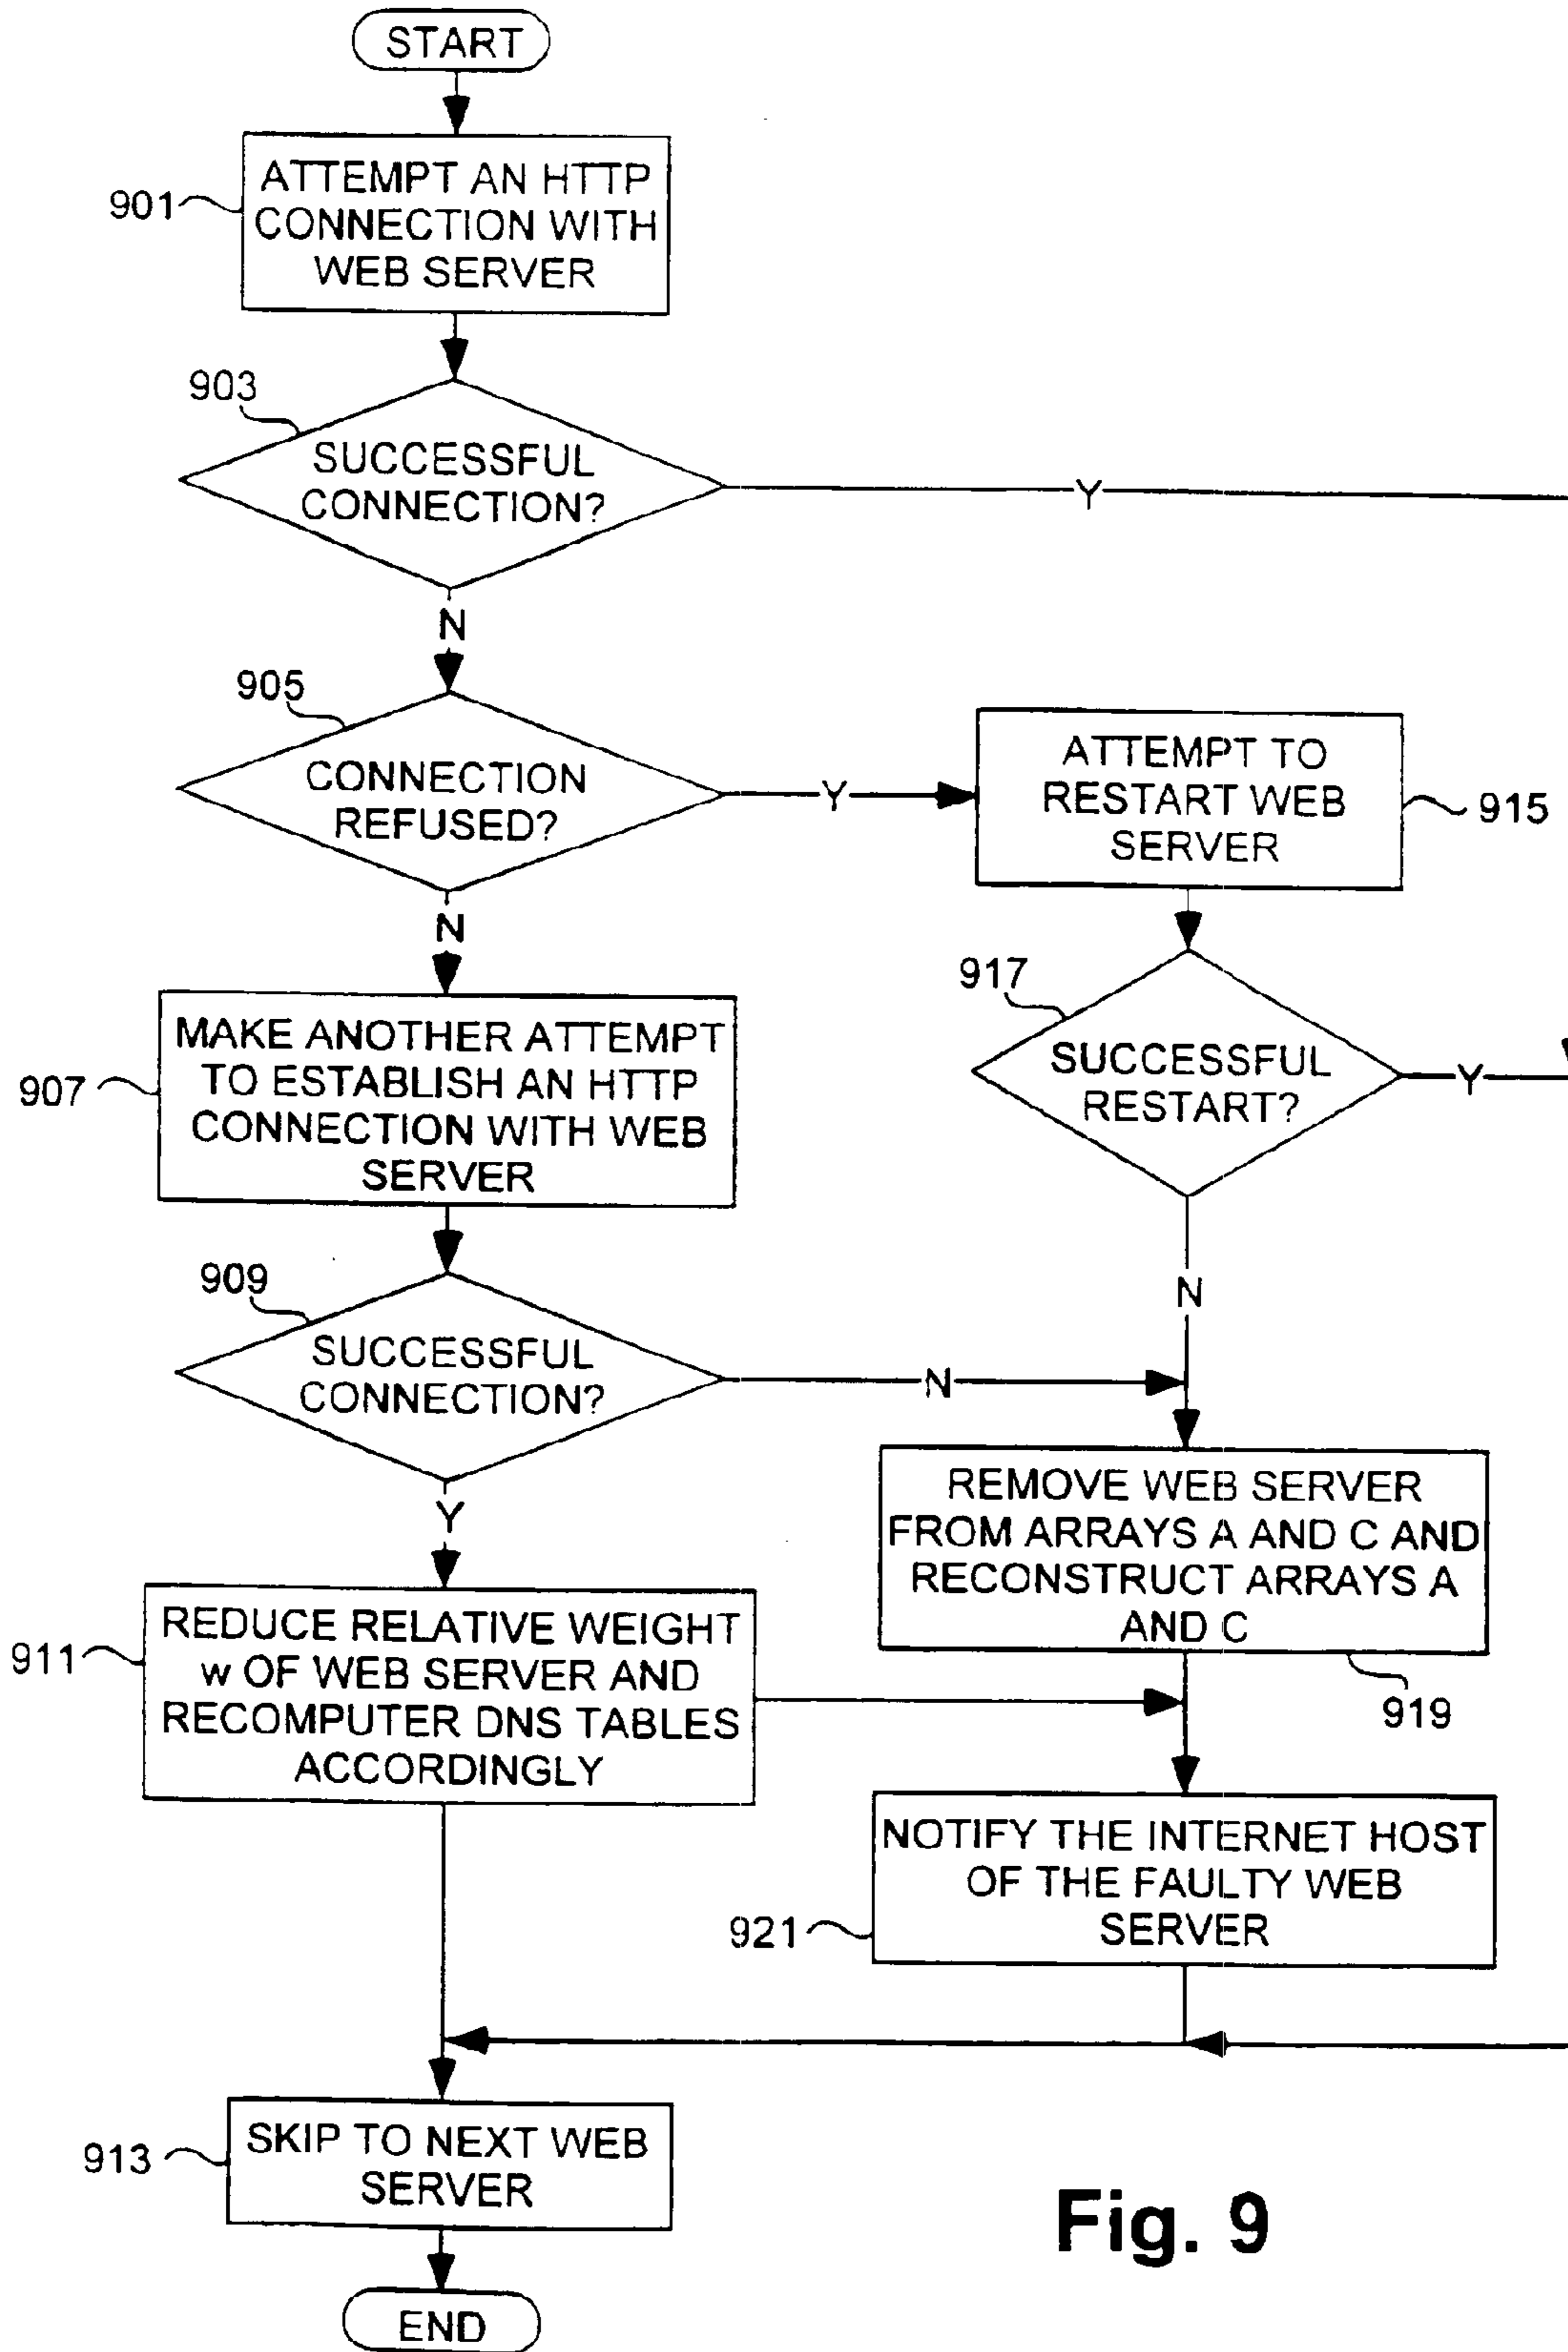 START
901
ATTEMPT AN HTTP
CONNECTION WITH
WEB SERVER
903
SUCCESSFUL
CONNECTION?
Y
N
905
CONNECTION
REFUSED?
Y
ATTEMPT TO
RESTART WEB
SERVER
915
N
917
SUCCESSFUL
RESTART?
Y
907
MAKE ANOTHER ATTEMPT
TO ESTABLISH AN HTTP
CONNECTION WITH WEB
SERVER
N
909
SUCCESSFUL
CONNECTION?
N
Y
REMOVE WEB SERVER
FROM ARRAYS A AND C AND
RECONSTRUCT ARRAYS A
AND C
919
911
REDUCE RELATIVE WEIGHT
w OF WEB SERVER AND
RECOMPUTER DNS TABLES
ACCORDINGLY
NOTIFY THE INTERNET HOST
OF THE FAULTY WEB
SERVER
921
913
SKIP TO NEXT WEB
SERVER
Fig. 9
END